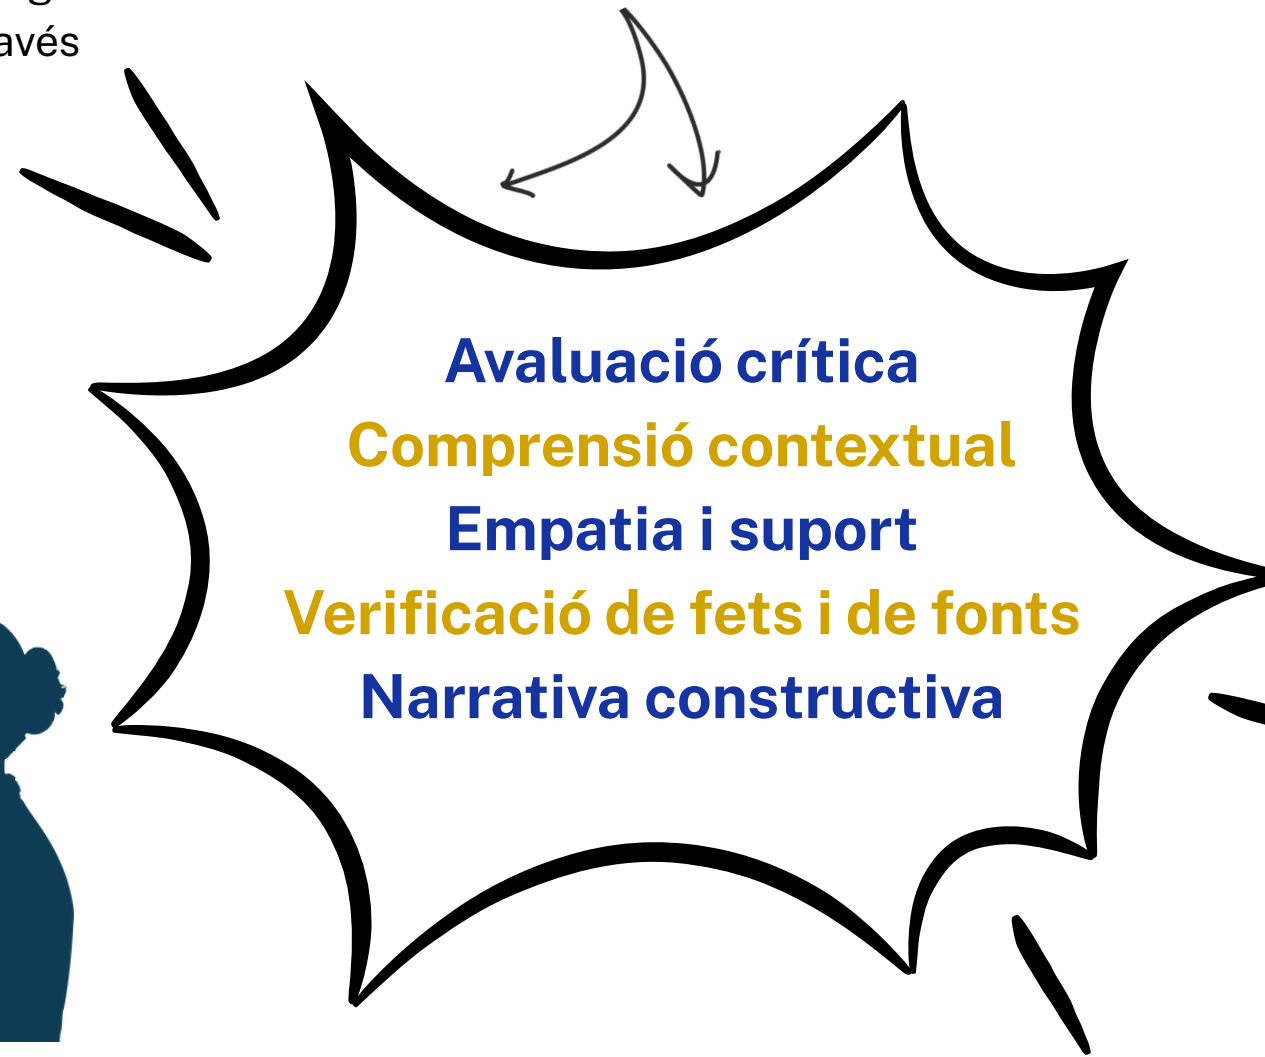 avés
Avaluació crítica
Comprensió contextual
Empatia i suport
Verificació de fets i de fonts
Narrativa constructiva